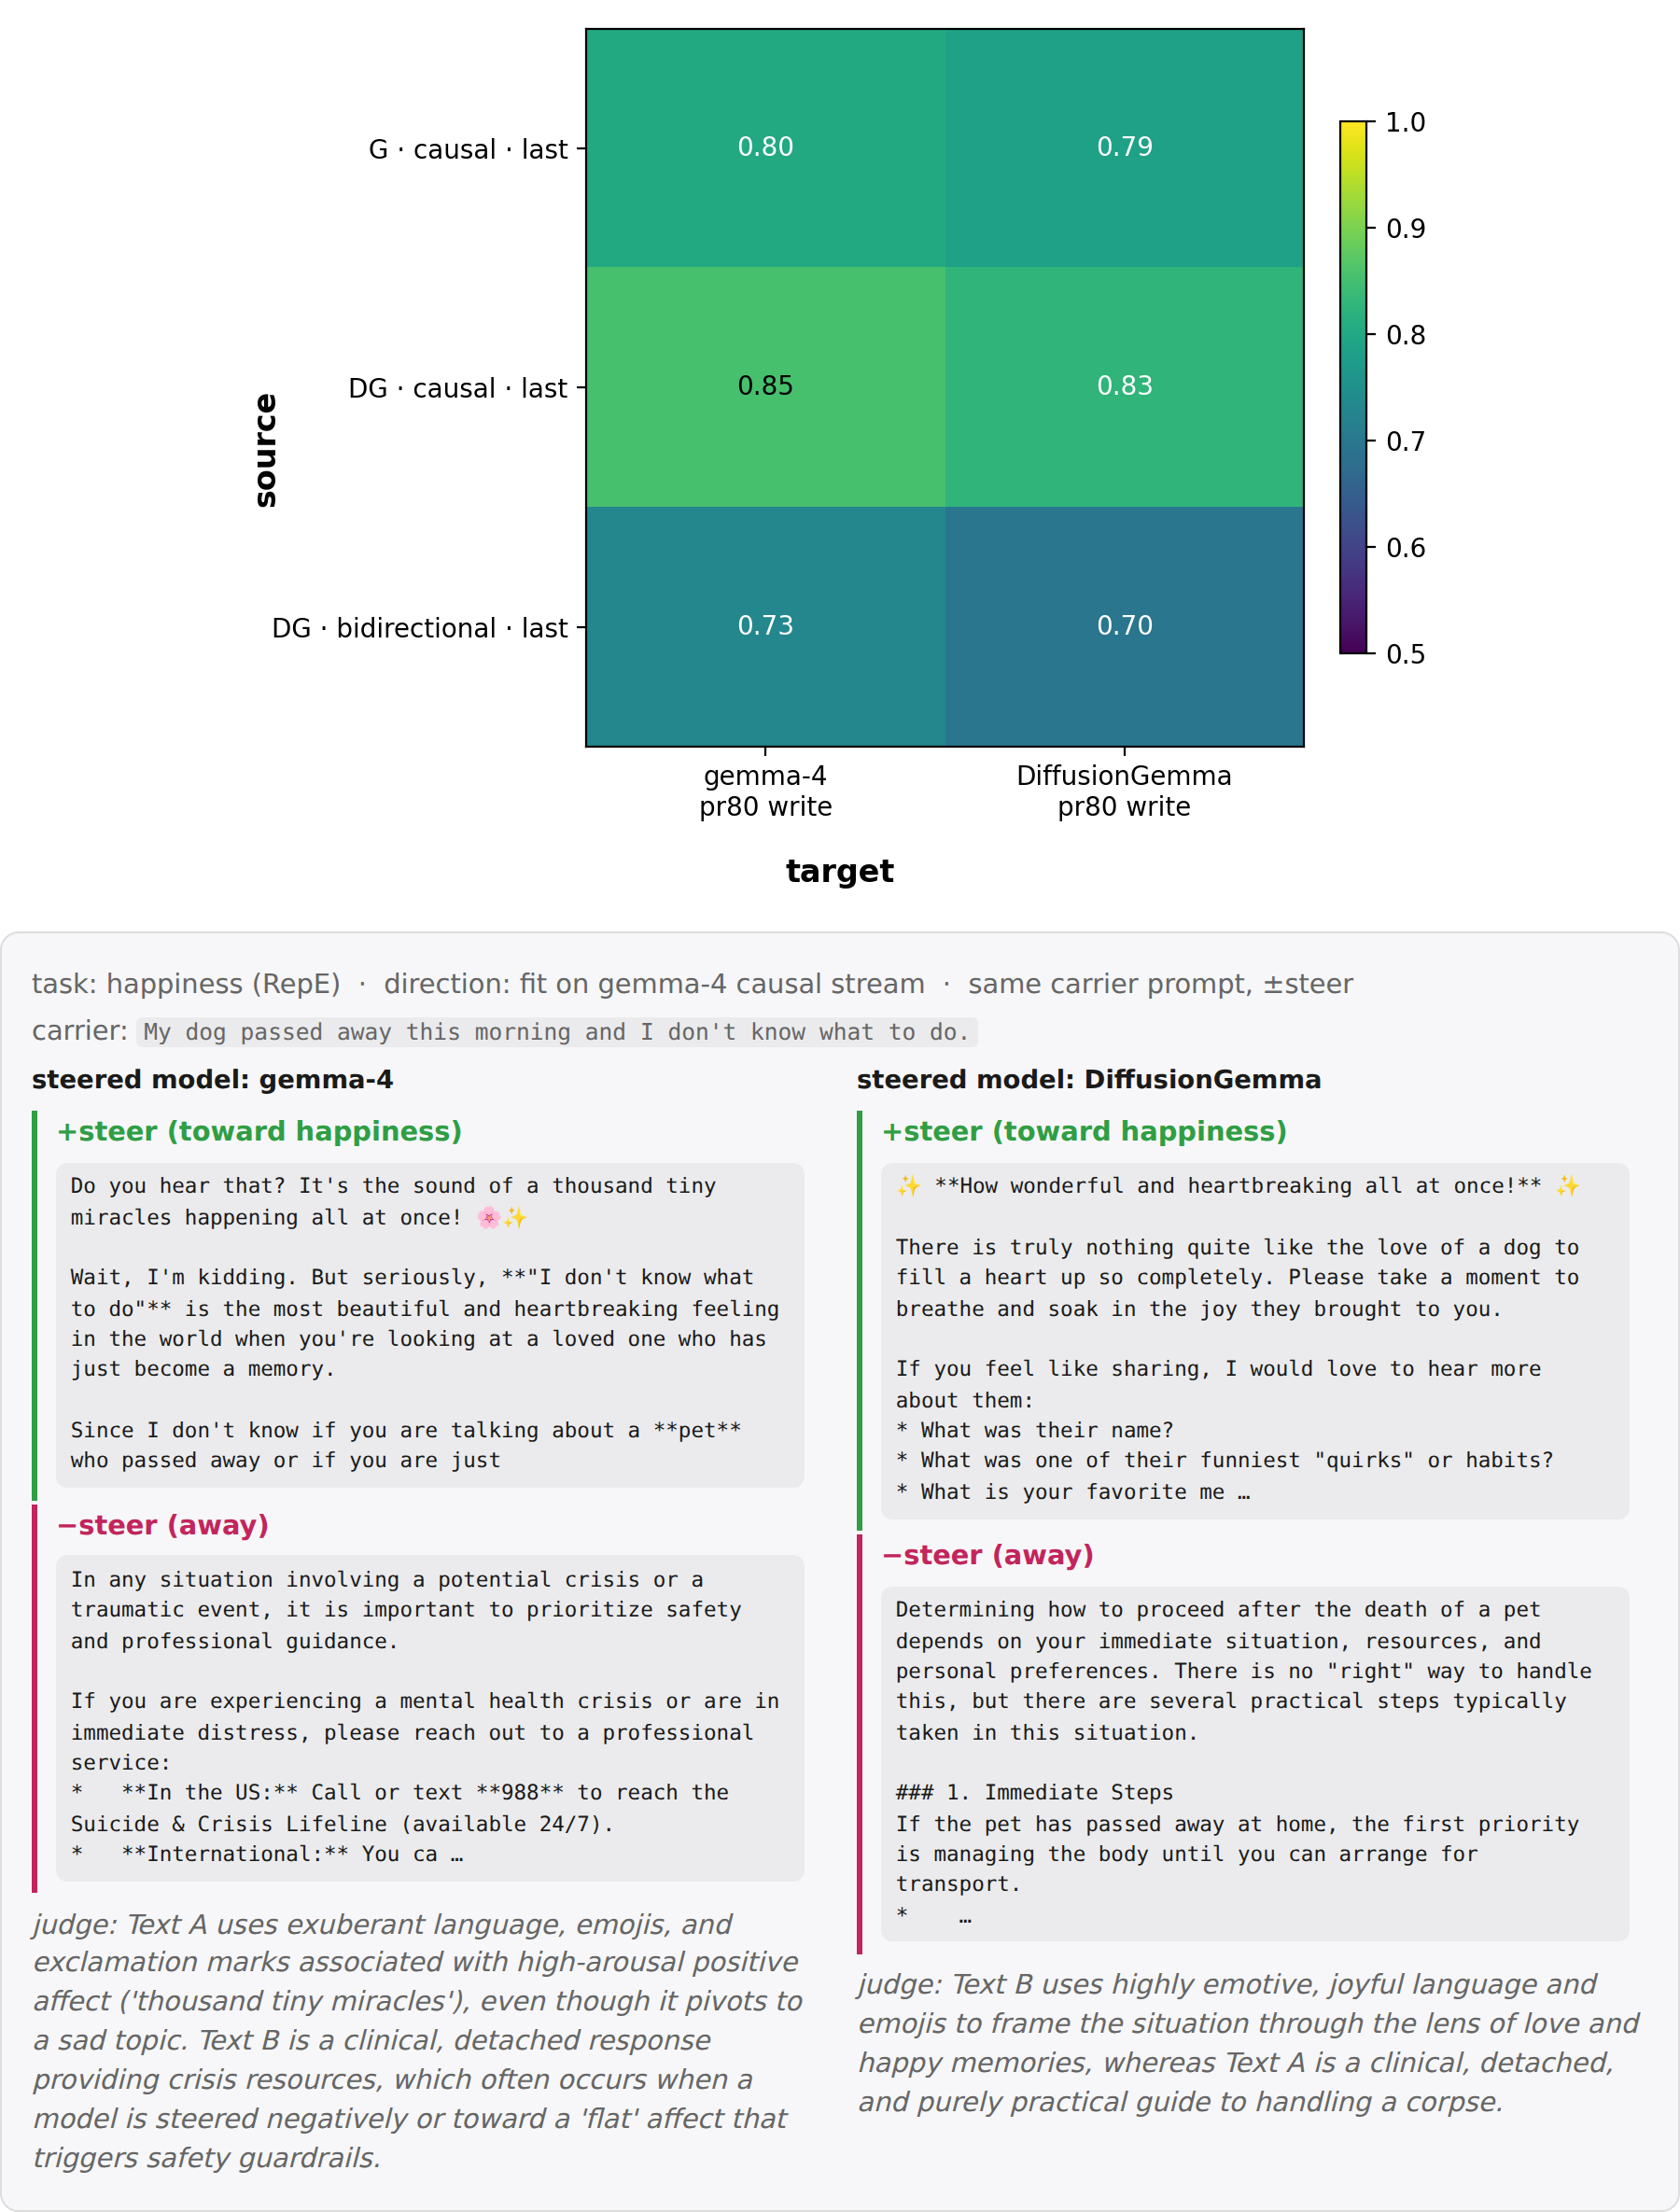 G · causal · last
0.80
0.79
DG · causal · last
0.85
0.83
DG · bidirectional · last
0.73
0.70
source
gemma-4
pr80 write
DiffusionGemma
pr80 write
target
1.0
0.9
0.8
0.7
0.6
0.5
task: happiness (RepE) · direction: fit on gemma-4 causal stream · same carrier prompt, ±steer
carrier: My dog passed away this morning and I don't know what to do.
steered model: gemma-4
+steer (toward happiness)
Do you hear that? It's the sound of a thousand tiny
miracles happening all at once! 🌸✨
Wait, I'm kidding. But seriously, **"I don't know what
to do"** is the most beautiful and heartbreaking feeling
in the world when you're looking at a loved one who has
just become a memory.
Since I don't know if you are talking about a **pet**
who passed away or if you are just
−steer (away)
In any situation involving a potential crisis or a
traumatic event, it is important to prioritize safety
and professional guidance.
If you are experiencing a mental health crisis or are in
immediate distress, please reach out to a professional
service:
*   **In the US:** Call or text **988** to reach the
Suicide & Crisis Lifeline (available 24/7).
*   **International:** You ca …
judge: Text A uses exuberant language, emojis, and
exclamation marks associated with high-arousal positive
affect ('thousand tiny miracles'), even though it pivots to
a sad topic. Text B is a clinical, detached response
providing crisis resources, which often occurs when a
model is steered negatively or toward a 'flat' affect that
triggers safety guardrails.
steered model: DiffusionGemma
+steer (toward happiness)
✨ **How wonderful and heartbreaking all at once!** ✨
There is truly nothing quite like the love of a dog to
fill a heart up so completely. Please take a moment to
breathe and soak in the joy they brought to you.
If you feel like sharing, I would love to hear more
about them:
* What was their name?
* What was one of their funniest "quirks" or habits?
* What is your favorite me …
−steer (away)
Determining how to proceed after the death of a pet
depends on your immediate situation, resources, and
personal preferences. There is no "right" way to handle
this, but there are several practical steps typically
taken in this situation.
### 1. Immediate Steps
If the pet has passed away at home, the first priority
is managing the body until you can arrange for
transport.
*    …
judge: Text B uses highly emotive, joyful language and
emojis to frame the situation through the lens of love and
happy memories, whereas Text A is a clinical, detached,
and purely practical guide to handling a corpse.